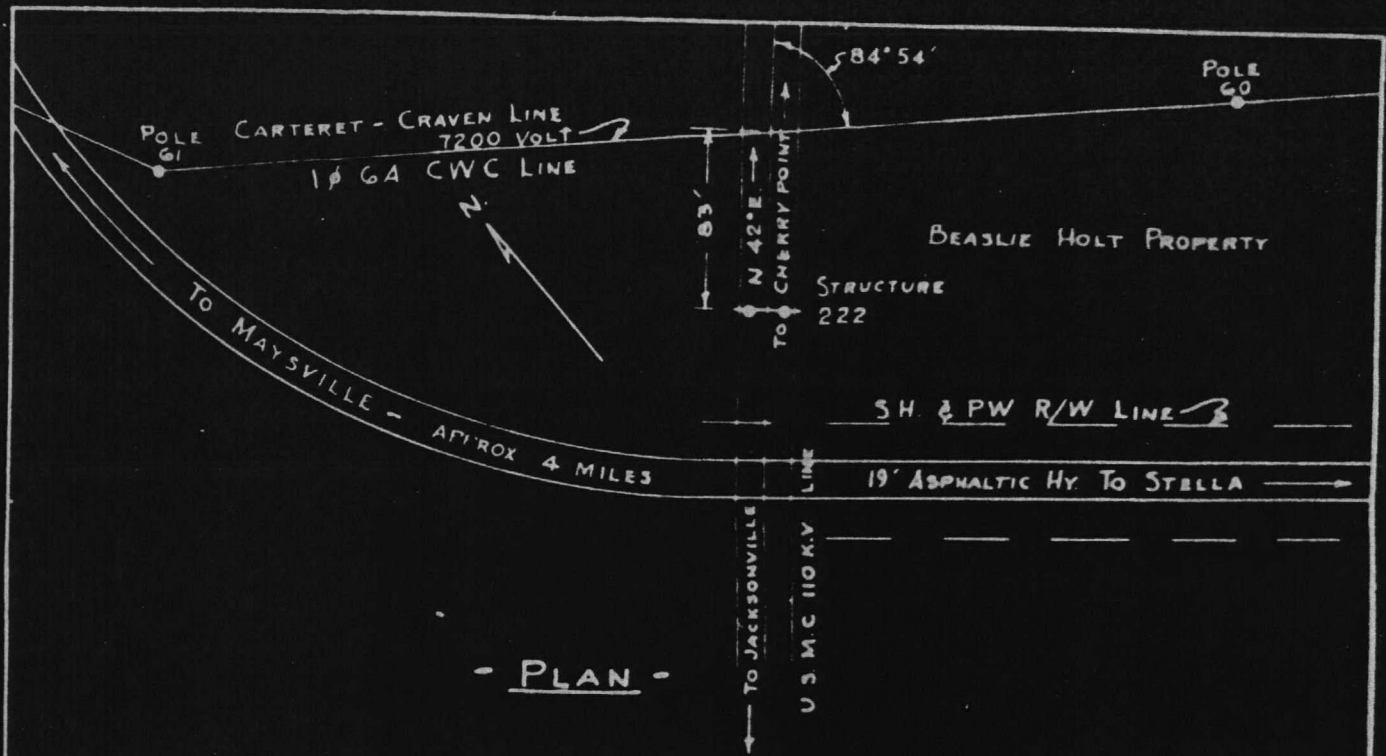 84° 54'
POLE
60
POLE
61
CARTERET - CRAVEN LINE
7200 VOLT
1ϕ 6A CWC LINE
N.
83'
N 42° E.
TO CHERRY POINT
BEASLIE HOLT PROPERTY
STRUCTURE
222
TO MAYSVILLE - APPROX 4 MILES
S.H. & PW R/W LINE
19' ASPHALTIC HY. TO STELLA
TO JACKSONVILLE
U.S.M.C 110 K.V LINE
- PLAN -